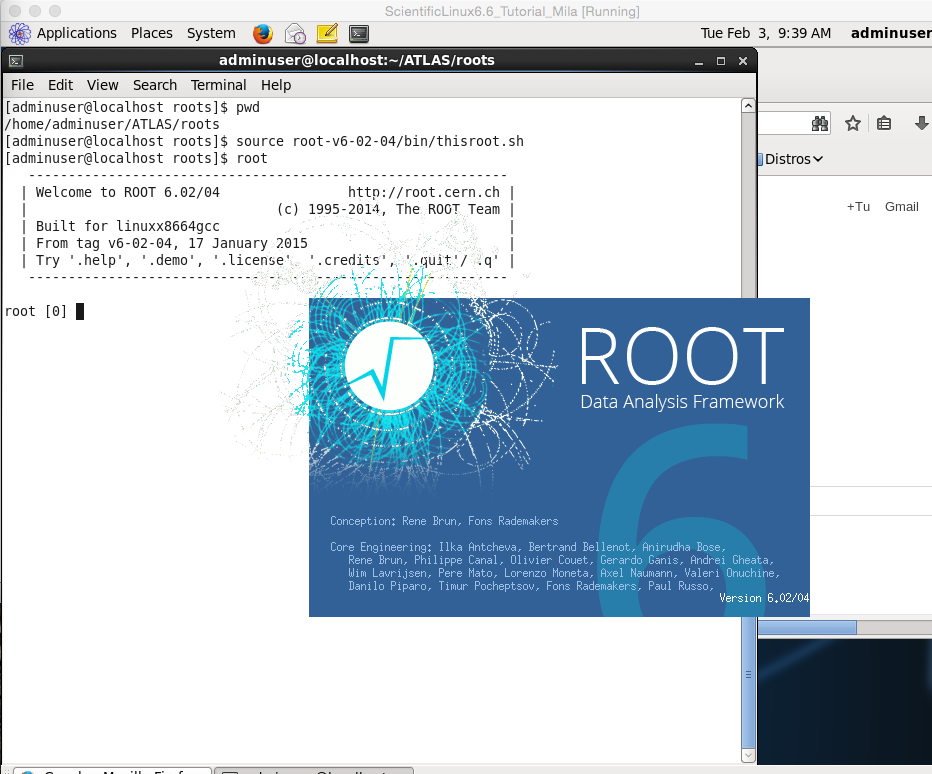 ScientificLinux6.6_Tutorial_Mila [Running]
Applications Places System Tue Feb 3, 9:39 AM adminuser
adminuser@localhost:~/ATLAS/roots
File Edit View Search Terminal Help
[adminuser@localhost roots]$ pwd
/home/adminuser/ATLAS/roots
[adminuser@localhost roots]$ source root-v6-02-04/bin/thisroot.sh
[adminuser@localhost roots]$ root
------------------------------------------------------------
| Welcome to ROOT 6.02/04 http://root.cern.ch |
| (c) 1995-2014, The ROOT Team |
| Built for linuxx8664gcc |
| From tag v6-02-04, 17 January 2015 |
| Try '.help', '.demo', '.license', '.credits', '.quit'/'.q' |
------------------------------------------------------------
root [0]
Distros
+Tu Gmail
ROOT
Data Analysis Framework
6
Conception: Rene Brun, Fons Rademakers
Core Engineering: Ilka Antcheva, Bertrand Bellenot, Anirudha Bose,
Rene Brun, Philippe Canal, Olivier Couet, Gerardo Ganis, Andrei Gheata,
Wim Lavrijsen, Pere Mato, Lorenzo Moneta, Axel Naumann, Valeri Onuchine,
Danilo Piparo, Timur Pocheptsov, Fons Rademakers, Paul Russo,
Version 6.02/04